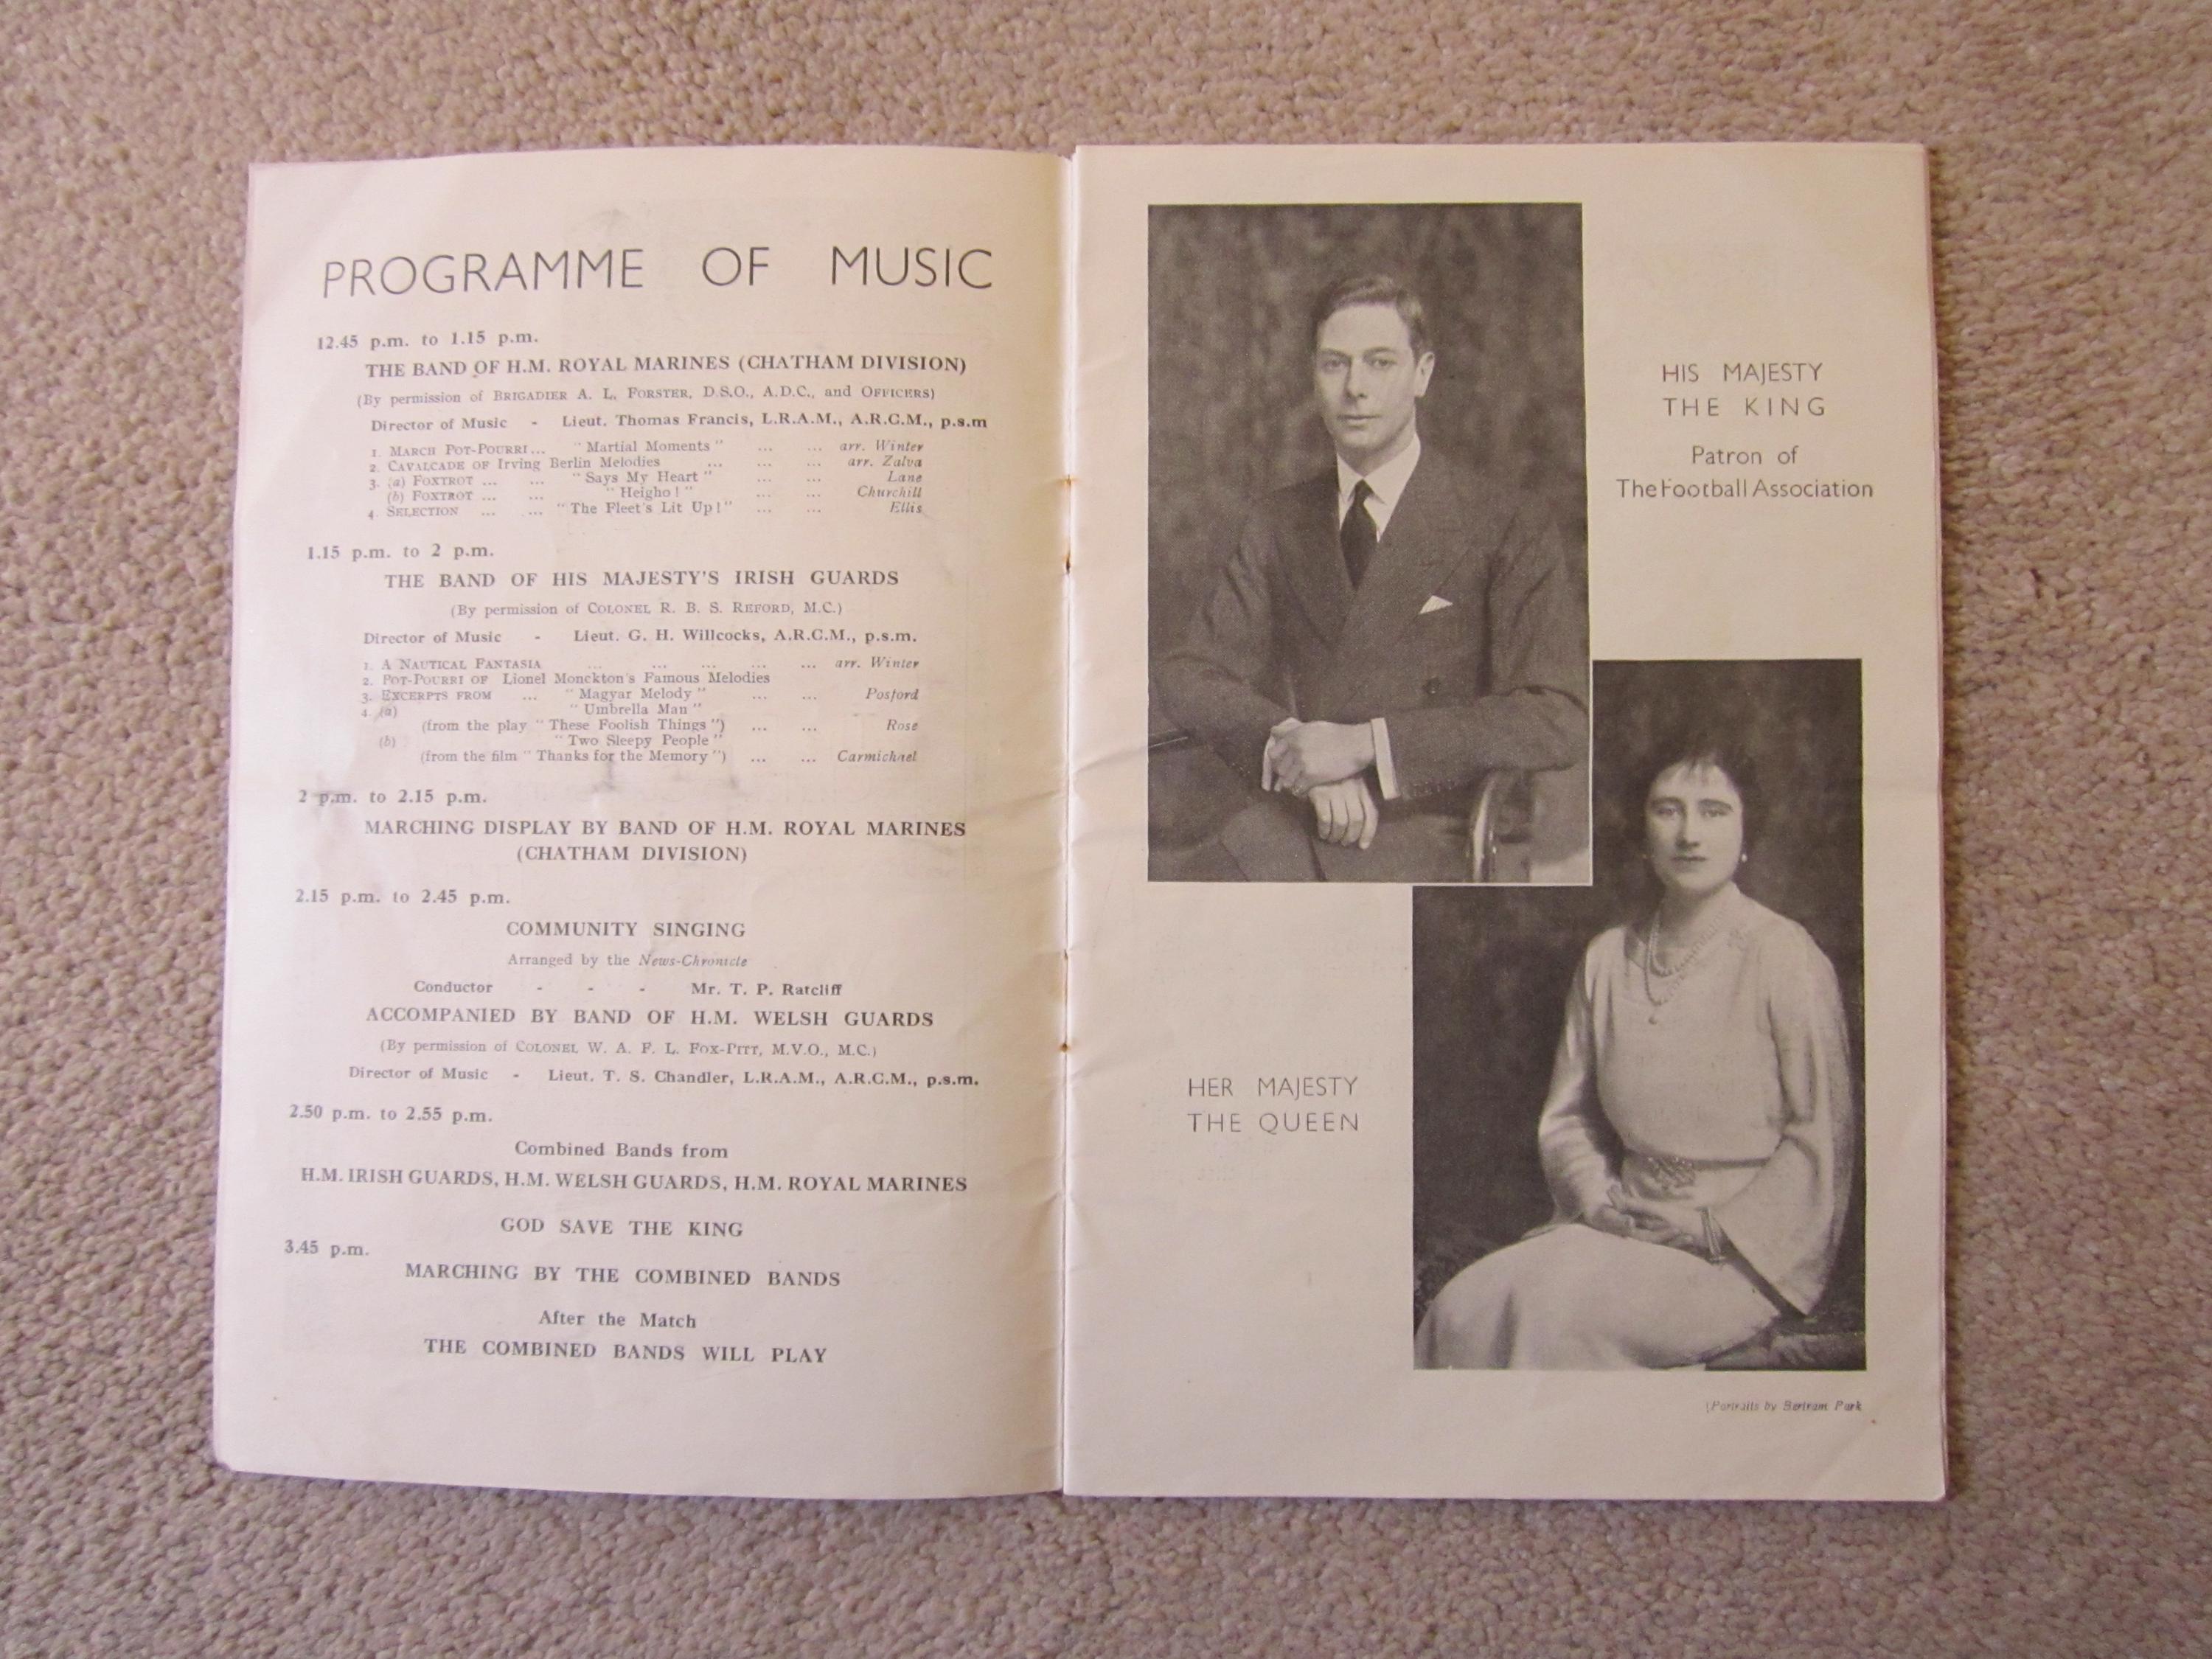 PROGRAMME OF MUSIC
12.45 p.m. to 1.15 p.m.
THE BAND OF H.M. ROYAL MARINES (CHATHAM DIVISION)
(By permission of BRIGADIER A. L. FORSTER, D.S.O., A.D.C., and OFFICERS)
Director of Music - Lieut. Thomas Francis, L.R.A.M., A.R.C.M., p.s.m
1. MARCH POT-POURRI ... "Martial Moments" ... ... arr. Winter
2. CAVALCADE OF Irving Berlin Melodies ... ... ... arr. Zalva
3. (a) FOXTROT ... ... "Says My Heart" ... ... Lane
(b) FOXTROT ... ... "Heigho!" ... ... Churchill
4. SELECTION ... ... "The Fleet's Lit Up!" ... ... Ellis
1.15 p.m. to 2 p.m.
THE BAND OF HIS MAJESTY'S IRISH GUARDS
(By permission of COLONEL R. B. S. REFORD, M.C.)
Director of Music - Lieut. G. H. Willcocks, A.R.C.M., p.s.m.
1. A NAUTICAL FANTASIA ... ... ... ... ... arr. Winter
2. POT-POURRI OF Lionel Monckton's Famous Melodies
3. EXCERPTS FROM ... "Magyar Melody" ... ... Posford
4. (a) "Umbrella Man"
(from the play "These Foolish Things") ... ... Rose
(b) "Two Sleepy People"
(from the film "Thanks for the Memory") ... ... Carmichael
2 p.m. to 2.15 p.m.
MARCHING DISPLAY BY BAND OF H.M. ROYAL MARINES
(CHATHAM DIVISION)
2.15 p.m. to 2.45 p.m.
COMMUNITY SINGING
Arranged by the News-Chronicle
Conductor - - - Mr. T. P. Ratcliff
ACCOMPANIED BY BAND OF H.M. WELSH GUARDS
(By permission of COLONEL W. A. F. L. FOX-PITT, M.V.O., M.C.)
Director of Music - Lieut. T. S. Chandler, L.R.A.M., A.R.C.M., p.s.m.
2.50 p.m. to 2.55 p.m.
Combined Bands from
H.M. IRISH GUARDS, H.M. WELSH GUARDS, H.M. ROYAL MARINES
GOD SAVE THE KING
3.45 p.m.
MARCHING BY THE COMBINED BANDS
After the Match
THE COMBINED BANDS WILL PLAY
HIS MAJESTY
THE KING
Patron of
The Football Association
HER MAJESTY
THE QUEEN
(Portraits by Bertram Park